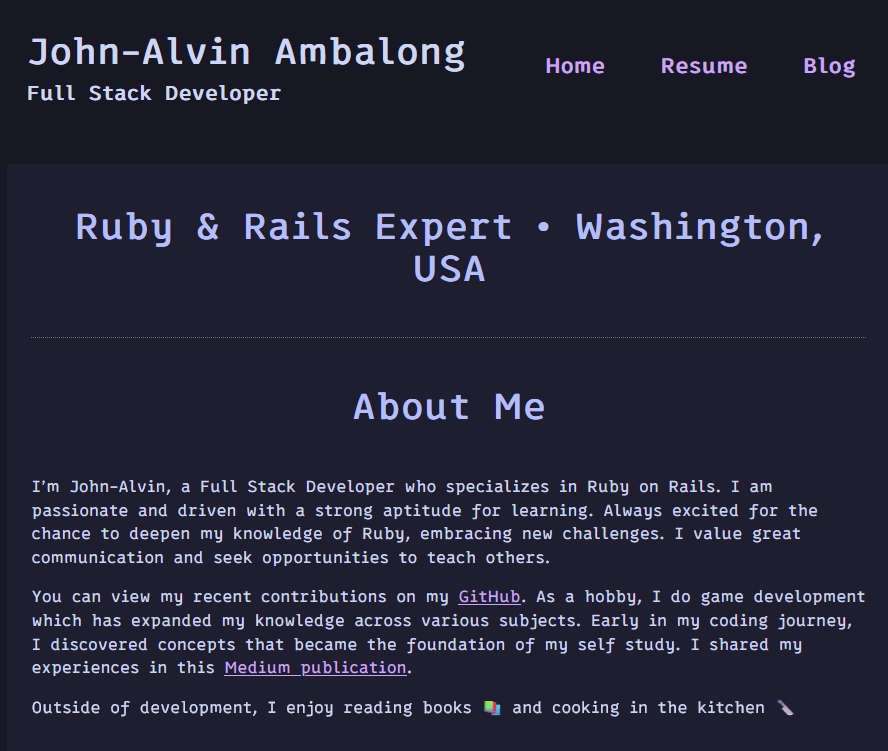 John-Alvin Ambalong
Full Stack Developer
Home Resume Blog
Ruby & Rails Expert • Washington,
USA
About Me
I’m John-Alvin, a Full Stack Developer who specializes in Ruby on Rails. I am
passionate and driven with a strong aptitude for learning. Always excited for the
chance to deepen my knowledge of Ruby, embracing new challenges. I value great
communication and seek opportunities to teach others.
You can view my recent contributions on my GitHub. As a hobby, I do game development
which has expanded my knowledge across various subjects. Early in my coding journey,
I discovered concepts that became the foundation of my self study. I shared my
experiences in this Medium publication.
Outside of development, I enjoy reading books 📚 and cooking in the kitchen 🔪